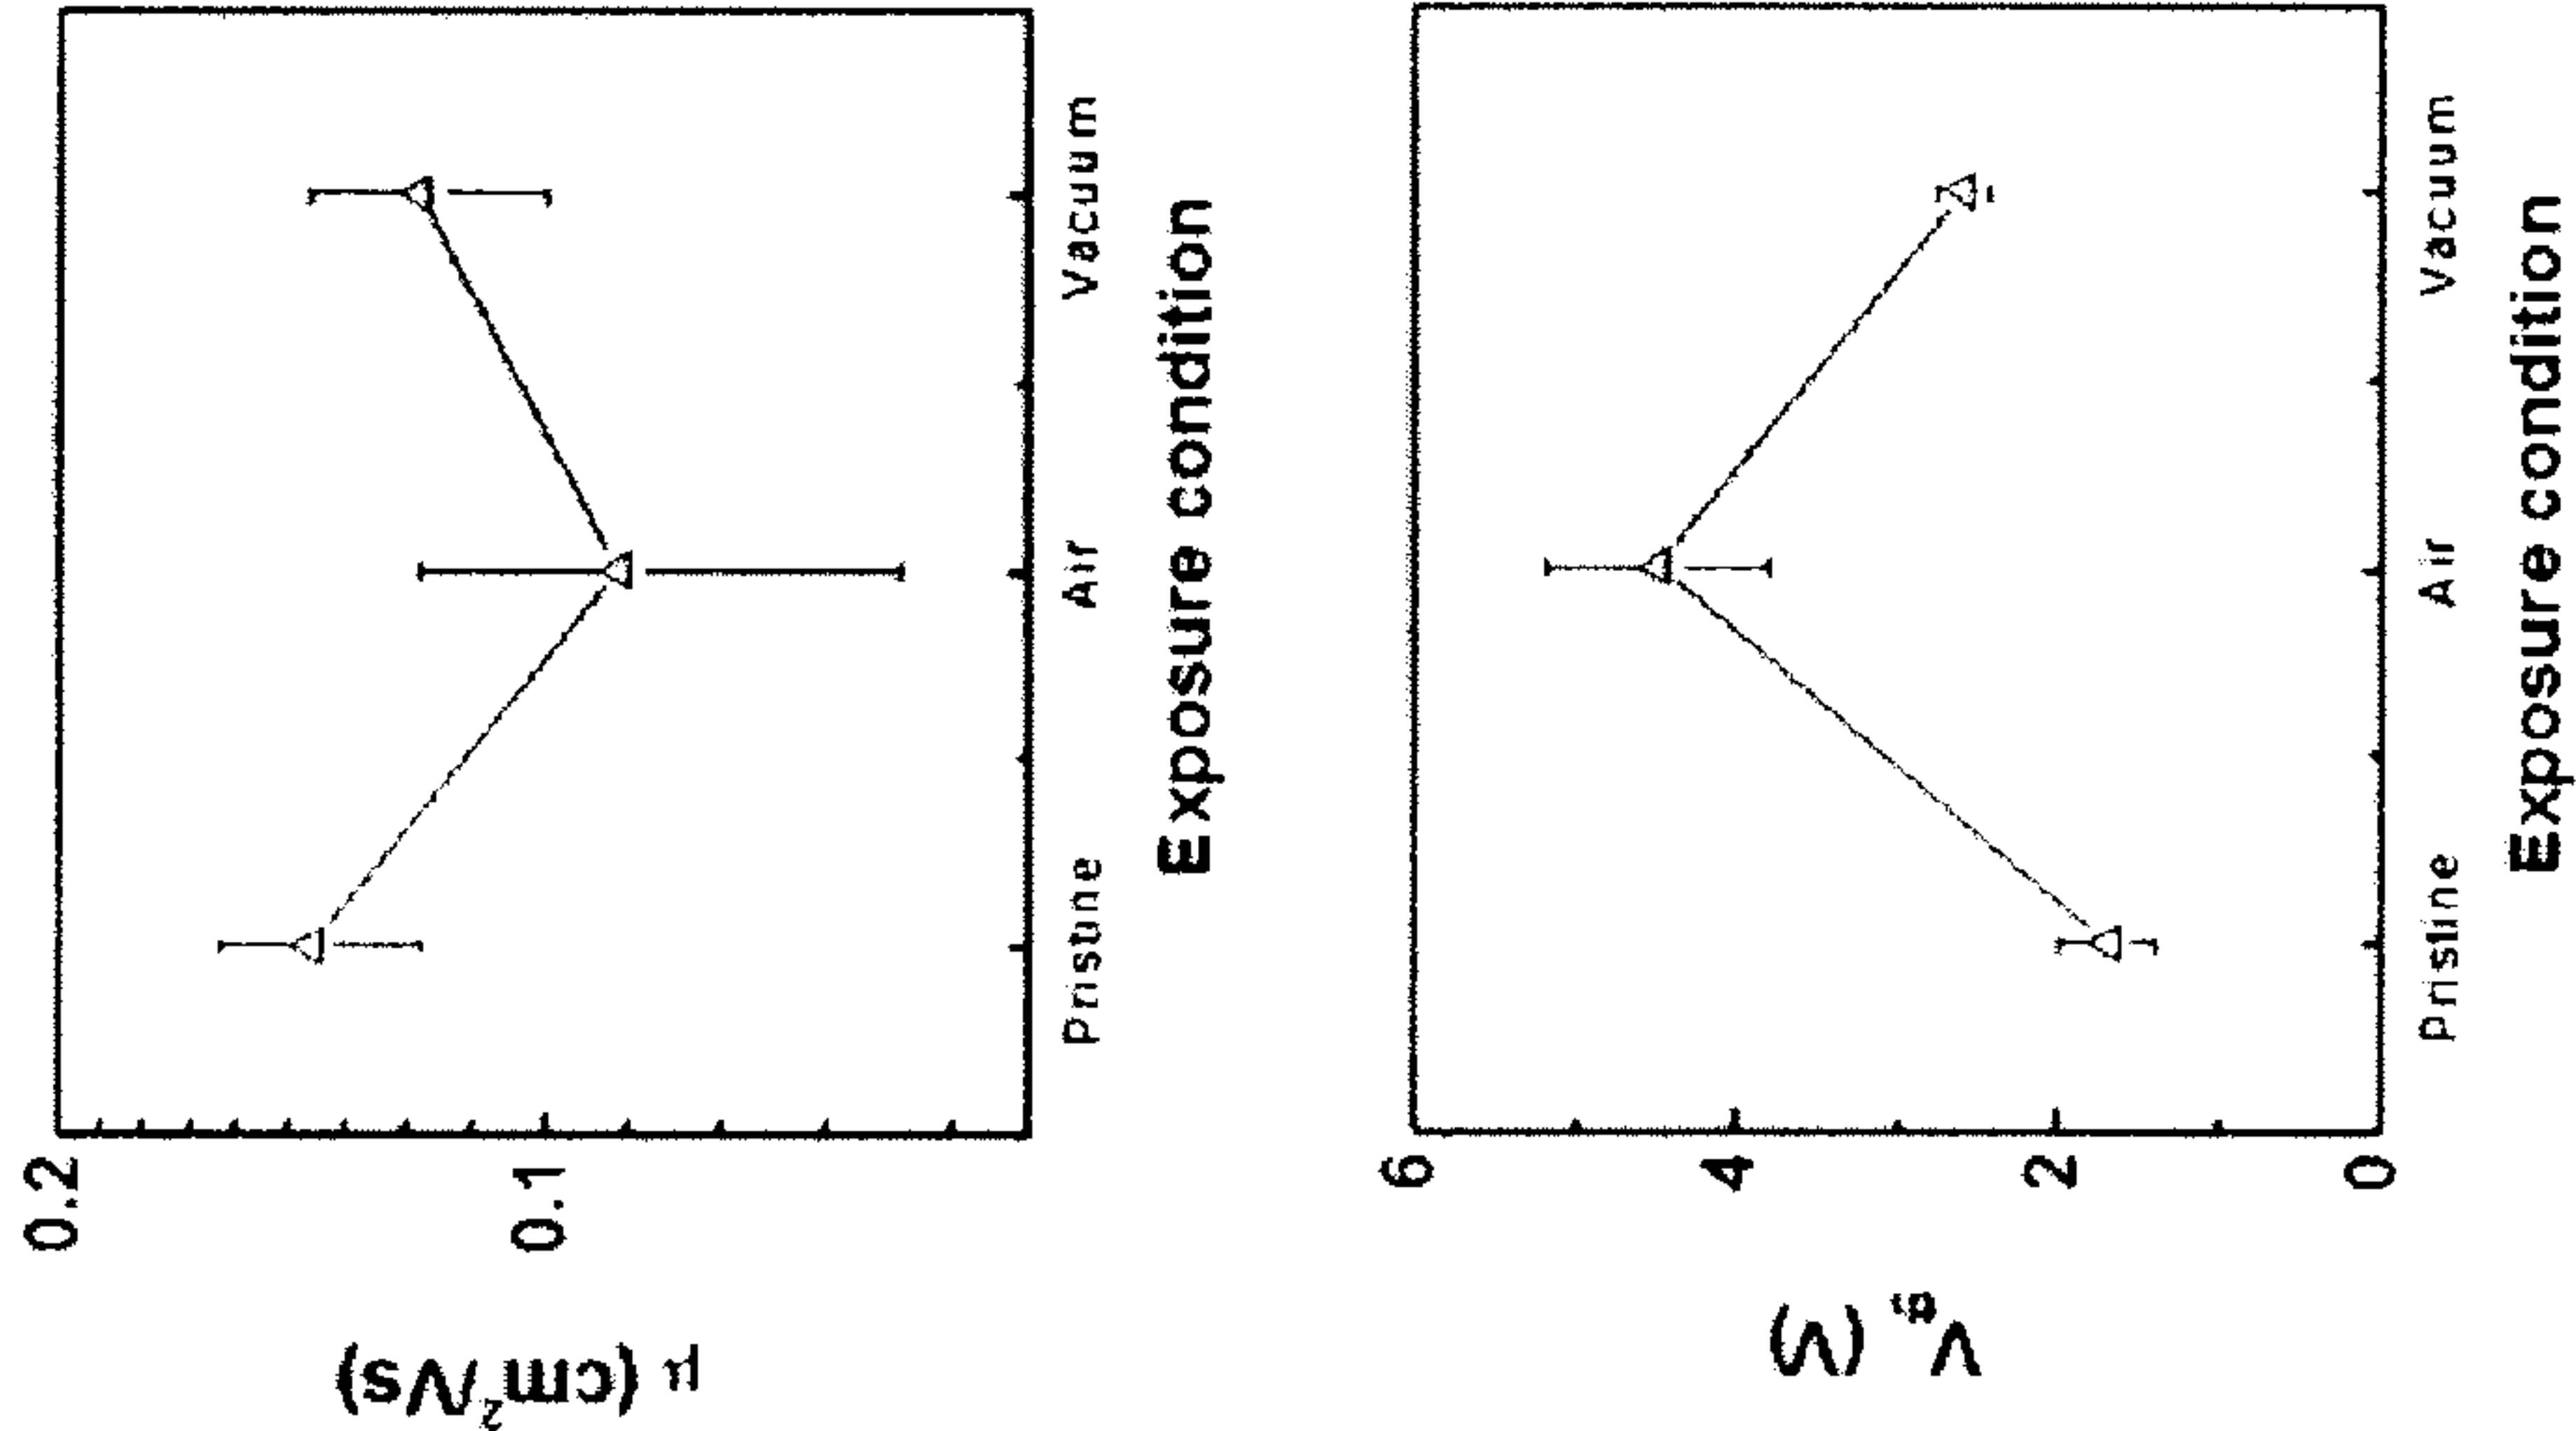 μ (cm²/Vs)
0.2
0.1
Pristine
Air
Vacuum
Exposure condition
6
4
2
0
Pristine
Air
Vacuum
Exposure condition